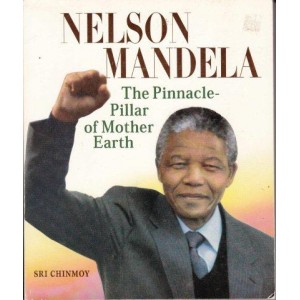 NELSON
MANDELA
The Pinnacle-
Pillar
of Mother
Earth
SRI CHINMOY